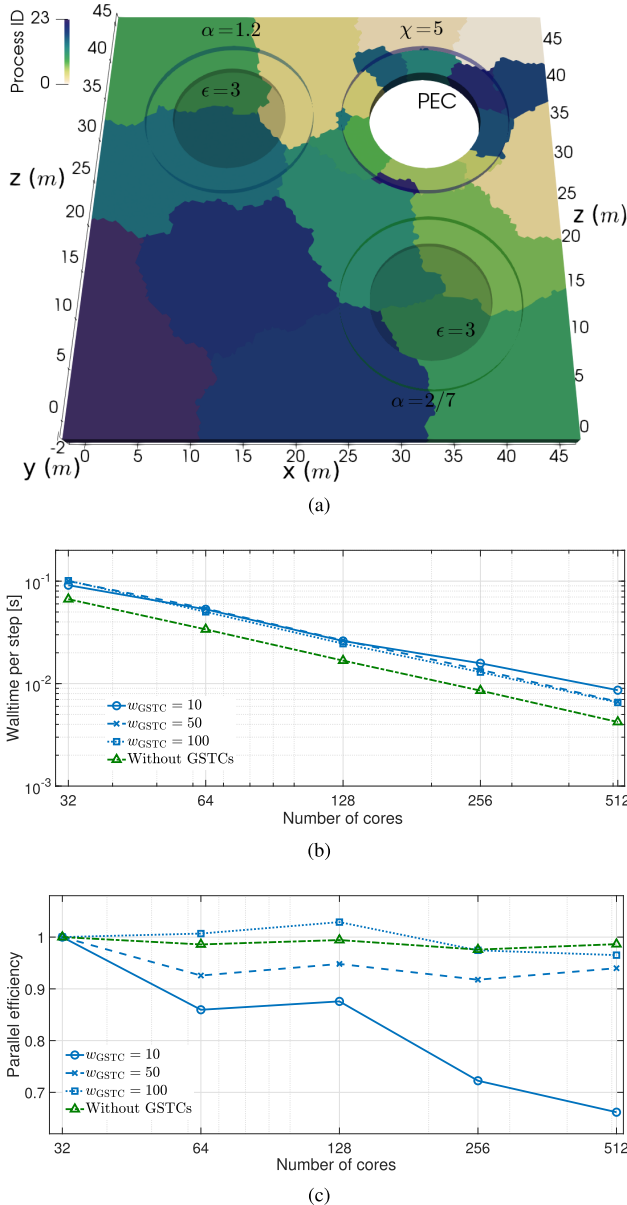 Process ID
23
0
45
40
35
30
25
20
15
10
5
0
-2
z (m)
α=1.2
χ=5
ϵ=3
PEC
45
40
35
30
25
z (m)
20
15
10
5
0
ϵ=3
α=2/7
0 5 10 15 20 25 30 35 40 45
y (m) x (m)
(a)
Walltime per step [s]
10-1
10-2
10-3
w_GSTC = 10
w_GSTC = 50
w_GSTC = 100
Without GSTCs
32 64 128 256 512
Number of cores
(b)
Parallel efficiency
1
0.9
0.8
0.7
w_GSTC = 10
w_GSTC = 50
w_GSTC = 100
Without GSTCs
32 64 128 256 512
Number of cores
(c)